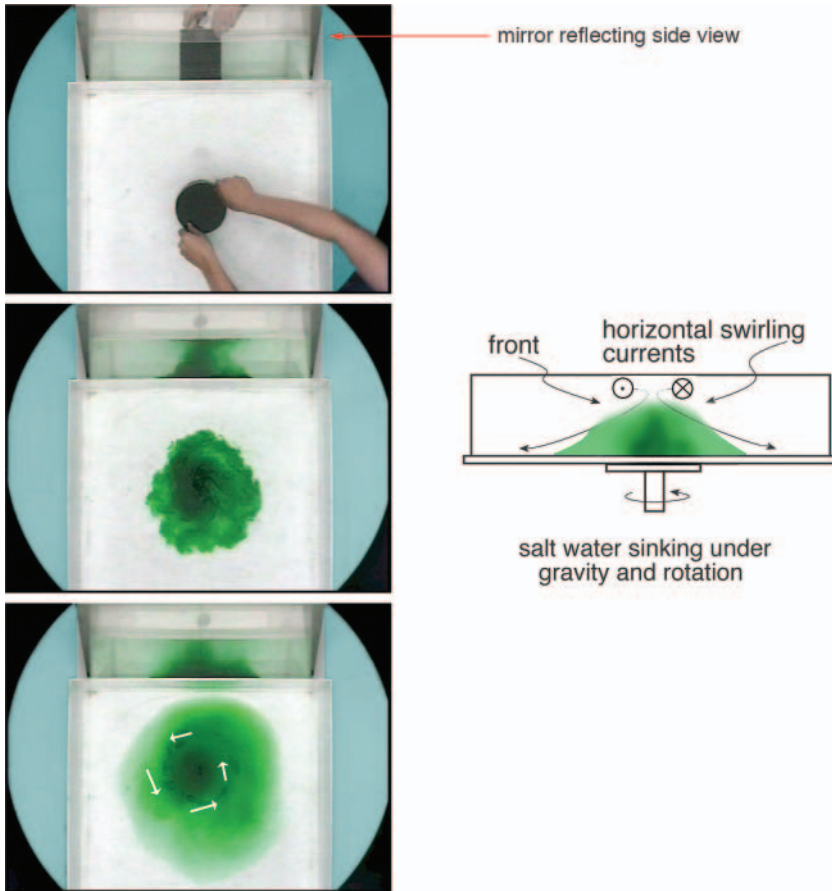 mirror reflecting side view
front
horizontal swirling
currents
salt water sinking under
gravity and rotation